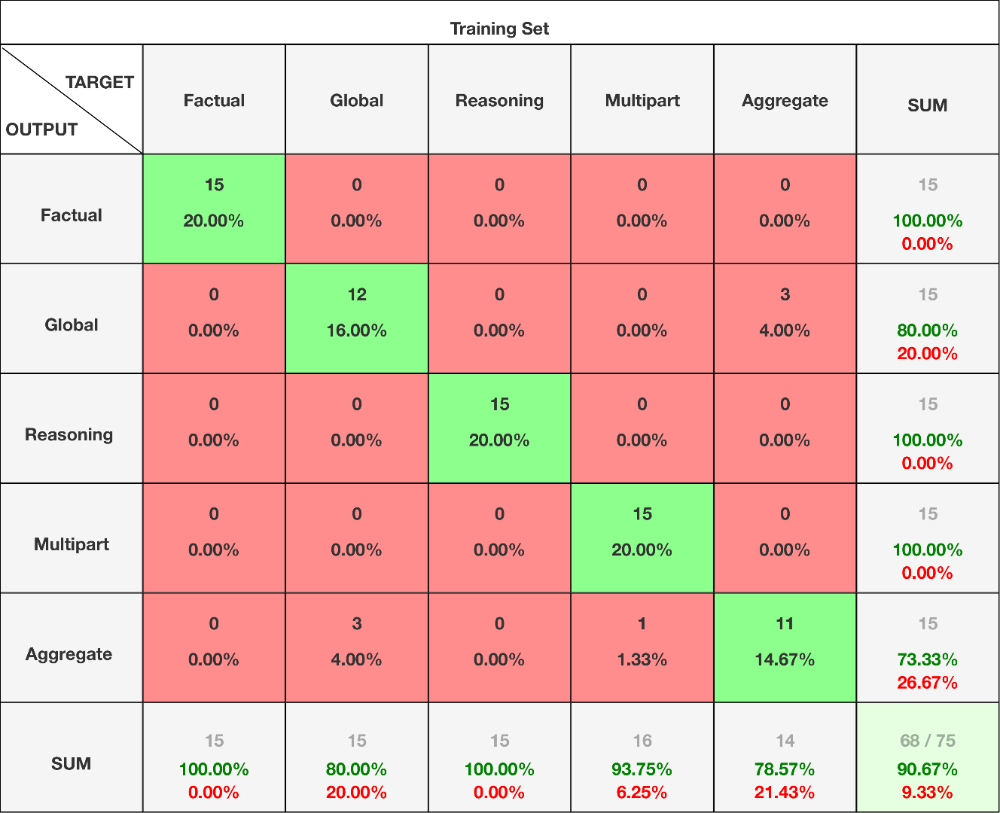 Training Set
TARGET
OUTPUT
Factual Global Reasoning Multipart Aggregate SUM
Factual
15 0 0 0 0 15
20.00% 0.00% 0.00% 0.00% 0.00% 100.00%
0.00%
Global
0 12 0 0 3 15
0.00% 16.00% 0.00% 0.00% 4.00% 80.00%
20.00%
Reasoning
0 0 15 0 0 15
0.00% 0.00% 20.00% 0.00% 0.00% 100.00%
0.00%
Multipart
0 0 0 15 0 15
0.00% 0.00% 0.00% 20.00% 0.00% 100.00%
0.00%
Aggregate
0 3 0 1 11 15
0.00% 4.00% 0.00% 1.33% 14.67% 73.33%
26.67%
SUM
15 15 15 16 14 68 / 75
100.00% 80.00% 100.00% 93.75% 78.57% 90.67%
0.00% 20.00% 0.00% 6.25% 21.43% 9.33%